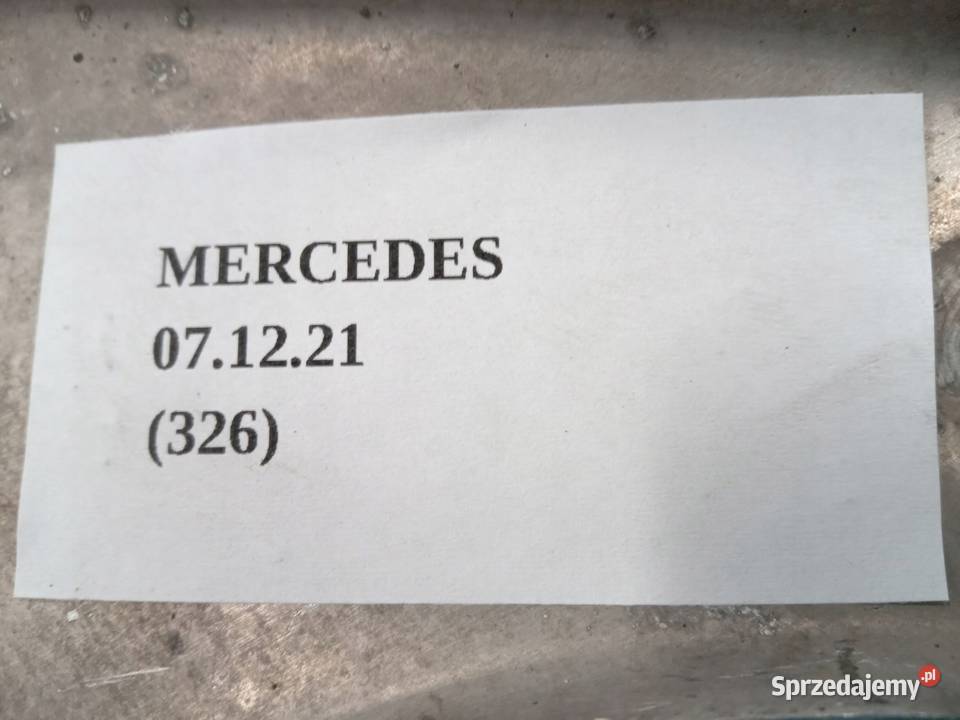 MERCEDES
07.12.21
(326)
Sprzedajemy.pl